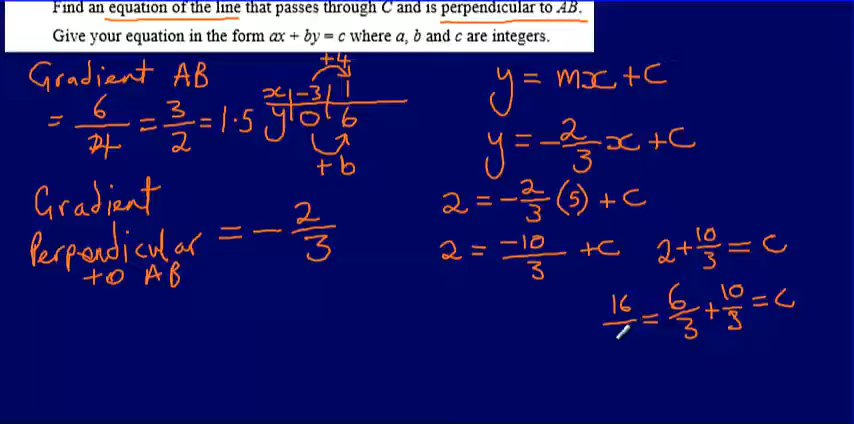 Find an equation of the line that passes through C and is perpendicular to AB.
Give your equation in the form ax + by = c where a, b and c are integers.
Gradient AB
= 6/4 = 3/2 = 1.5
+4
x | -3 | 1
y | 0 | 6
+6
Gradient
Perpendicular = - 2/3
to AB
y = mx + c
y = -2/3 x + c
2 = -2/3 (5) + c
2 = -10/3 + c 2 + 10/3 = c
16/ = 6/3 + 10/3 = c